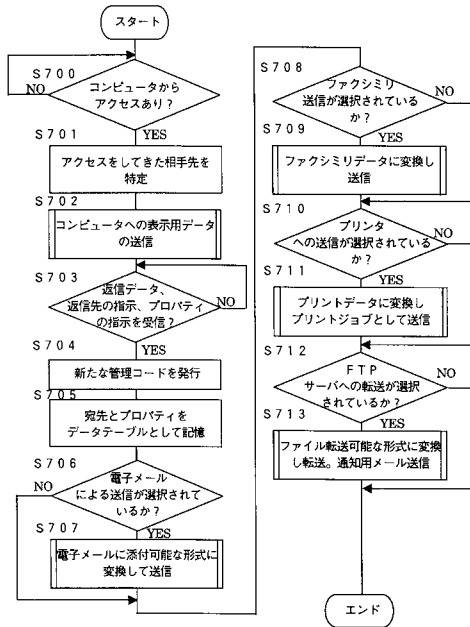 スタート
S700
コンピュータから
アクセスあり？
NO
YES
S701
アクセスをしてきた相手先を
特定
S702
コンピュータへの表示用データ
の送信
S703
返信データ、
返信先の指示、プロパティ
の指示を受信？
NO
YES
S704
新たな管理コードを発行
S705
宛先とプロパティを
データテーブルとして記憶
S706
電子メール
による送信が選択されて
いるか？
NO
YES
S707
電子メールに添付可能な形式に
変換して送信
S708
ファクシミリ
送信が選択されている
か？
NO
YES
S709
ファクシミリデータに変換し
送信
S710
プリンタ
への送信が選択されている
か？
NO
YES
S711
プリントデータに変換し
プリントジョブとして送信
S712
FTP
サーバへの転送が選択
されているか？
NO
YES
S713
ファイル転送可能な形式に変換
し転送。通知用メール送信
エンド